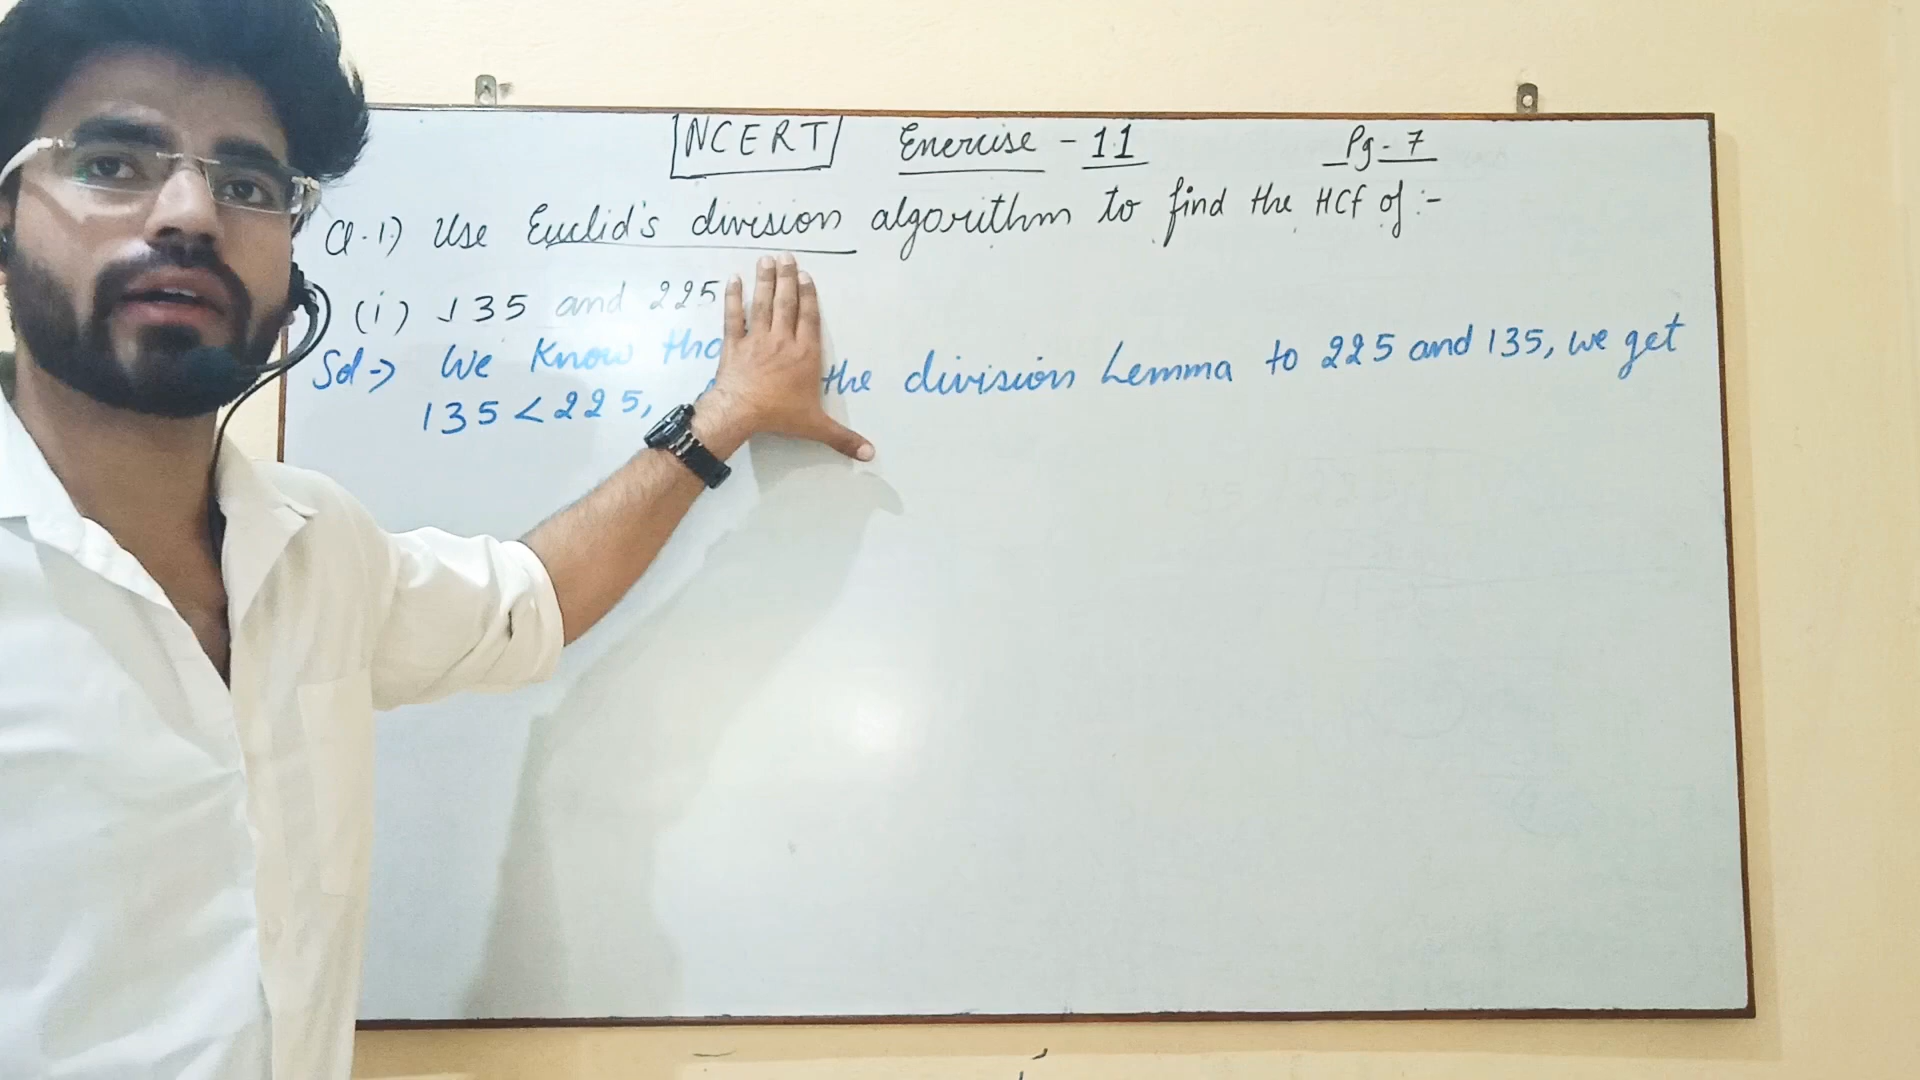 NCERT Exercise - 1.1 Pg - 7
Q.1) Use Euclid's division algorithm to find the HCf of :-
(i) 135 and 225
Sol-> We Know the division Lemma to 225 and 135, we get
135 < 225,